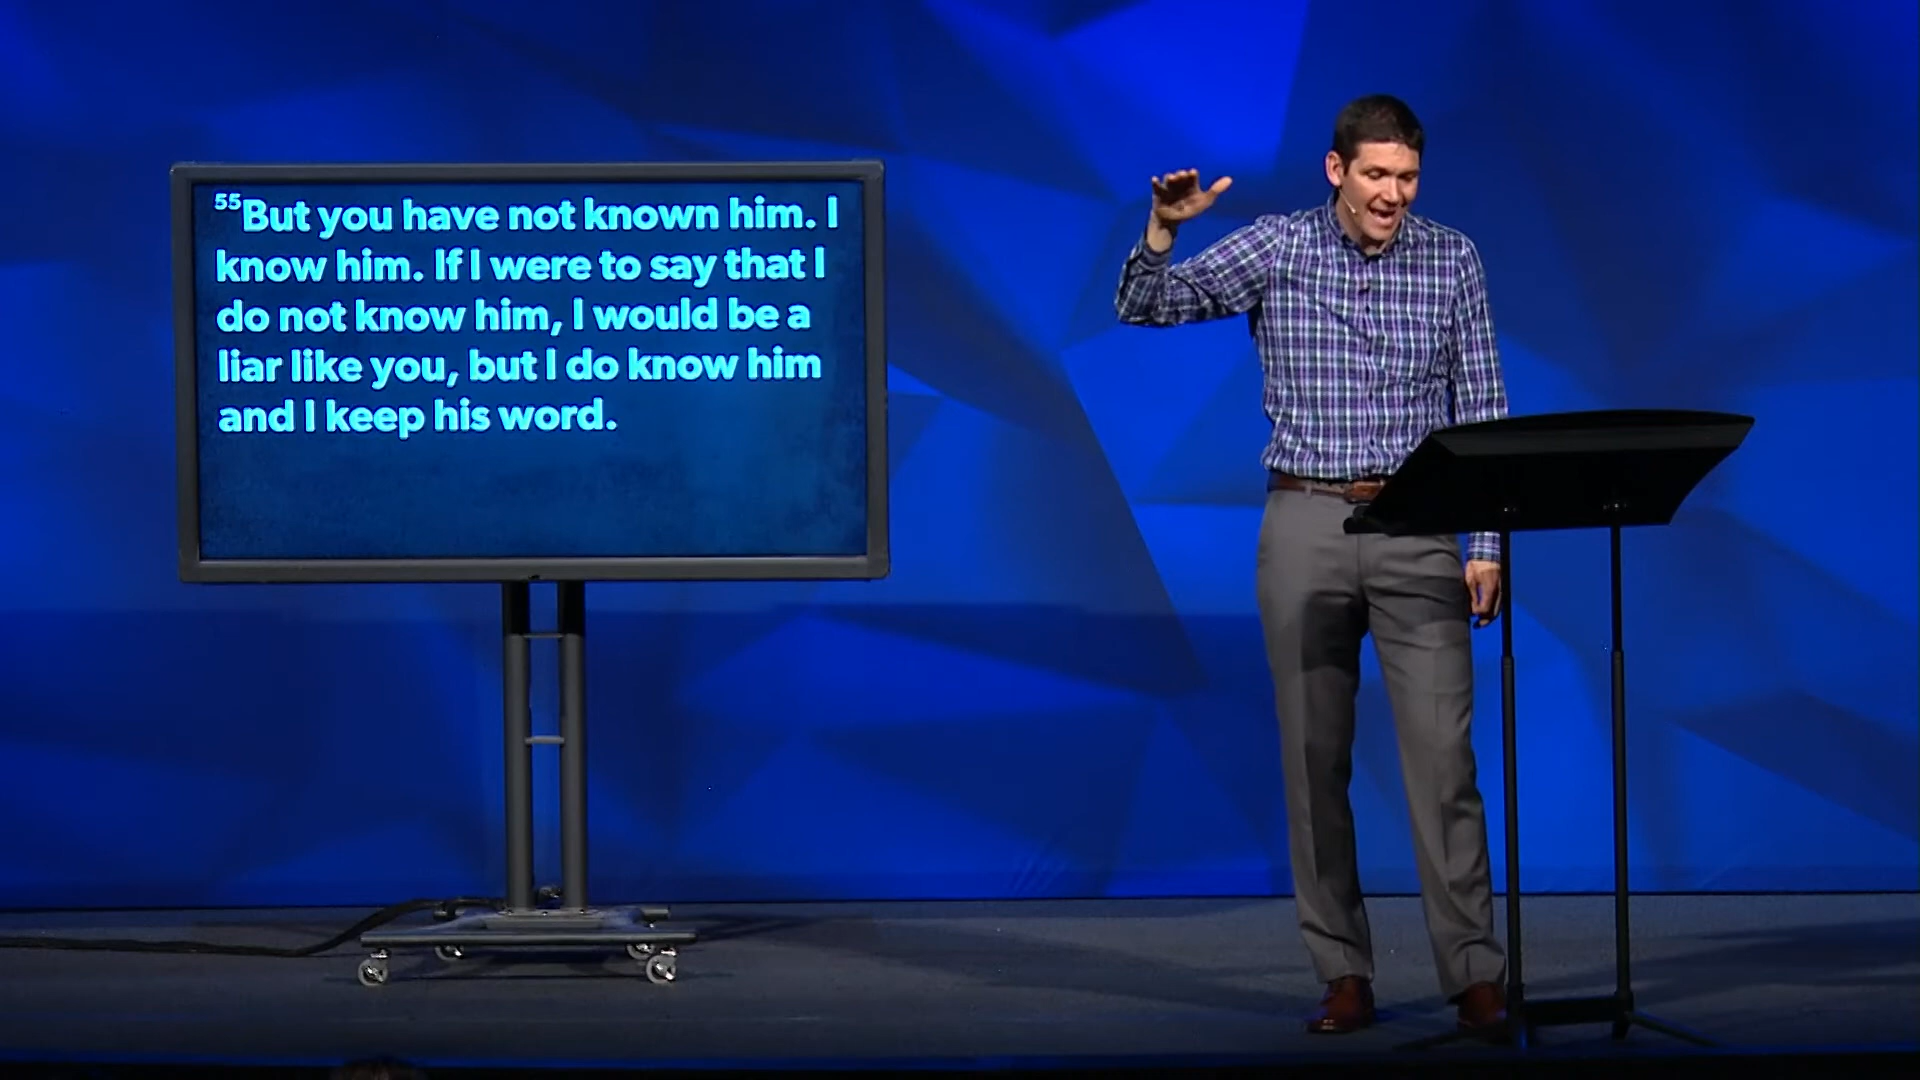 55But you have not known him. I
know him. If I were to say that I
do not know him, I would be a
liar like you, but I do know him
and I keep his word.